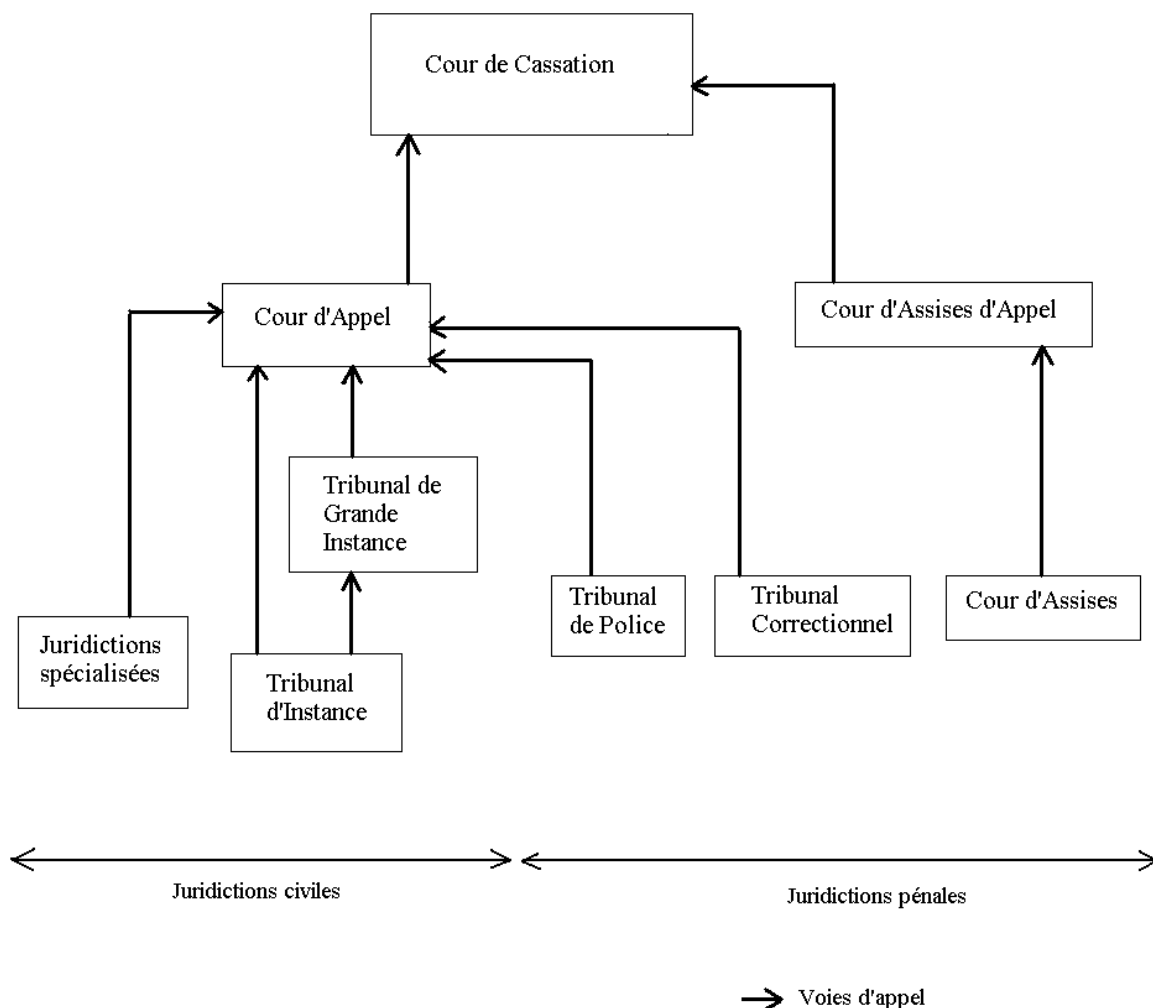 Cour de Cassation
Cour d'Appel
Cour d'Assises d'Appel
Tribunal de
Grande
Instance
Juridictions
spécialisées
Tribunal
d'Instance
Tribunal
de Police
Tribunal
Correctionnel
Cour d'Assises
Juridictions civiles
Juridictions pénales
Voies d'appel